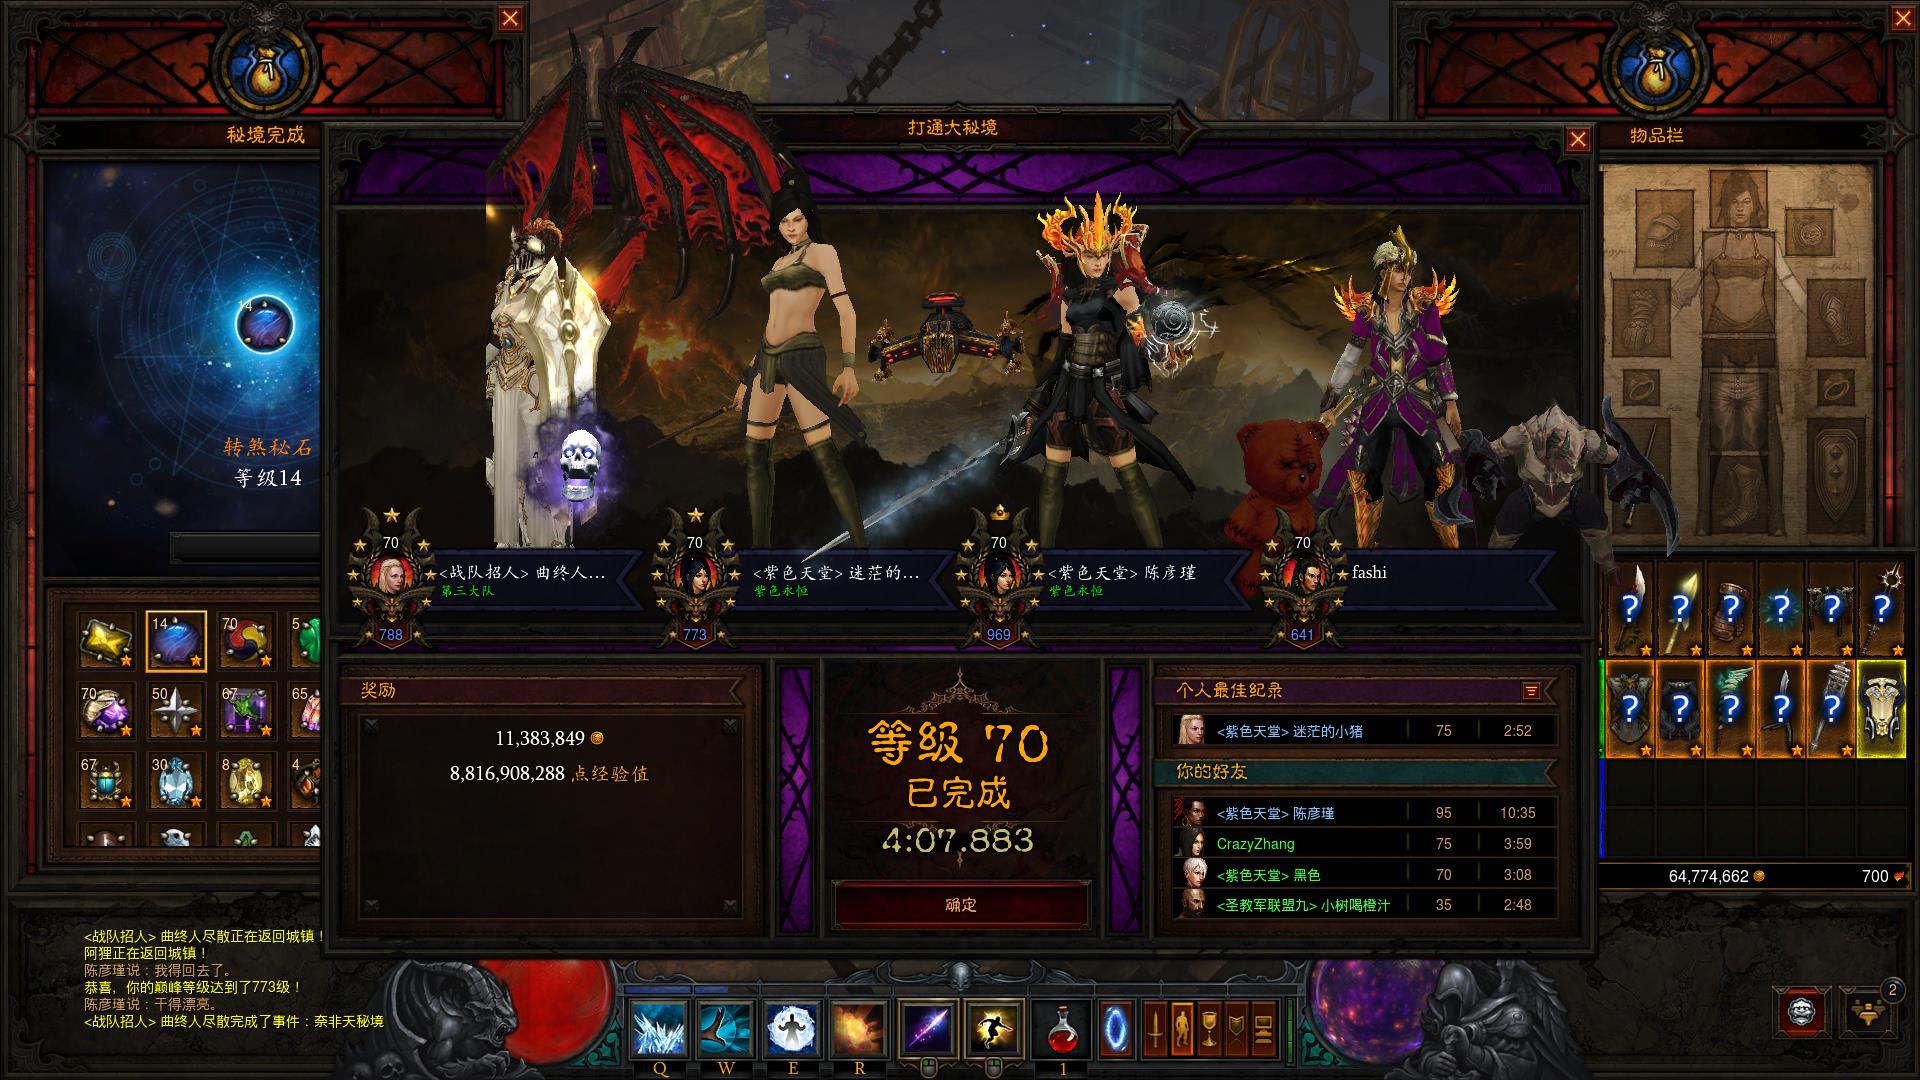 秘境完成
打通大秘境
物品栏
14
转煞秘石
等级14
70
<战队招人> 曲终人...
第三大队
788
70
<紫色天堂> 迷茫的...
紫色永恒
773
70
<紫色天堂> 陈彦瑾
紫色永恒
969
70
fashi
641
14
70
5
70
50
67
65
67
30
8
4
奖励
11,383,849
8,816,908,288 点经验值
等级 70
已完成
4:07.883
确定
个人最佳纪录
<紫色天堂> 迷茫的小猪 75 2:52
你的好友
<紫色天堂> 陈彦瑾 95 10:35
CrazyZhang 75 3:59
<紫色天堂> 黑色 70 3:08
<圣教军联盟九> 小树喝橙汁 35 2:48
? ? ? ? ? ?
? ? ? ? ?
64,774,662
700
<战队招人> 曲终人尽散正在返回城镇！
阿狸正在返回城镇！
陈彦瑾说：我得回去了。
恭喜，你的巅峰等级达到了773级！
陈彦瑾说：干得漂亮。
<战队招人> 曲终人尽散完成了事件：奈非天秘境
Q W E R 1
2